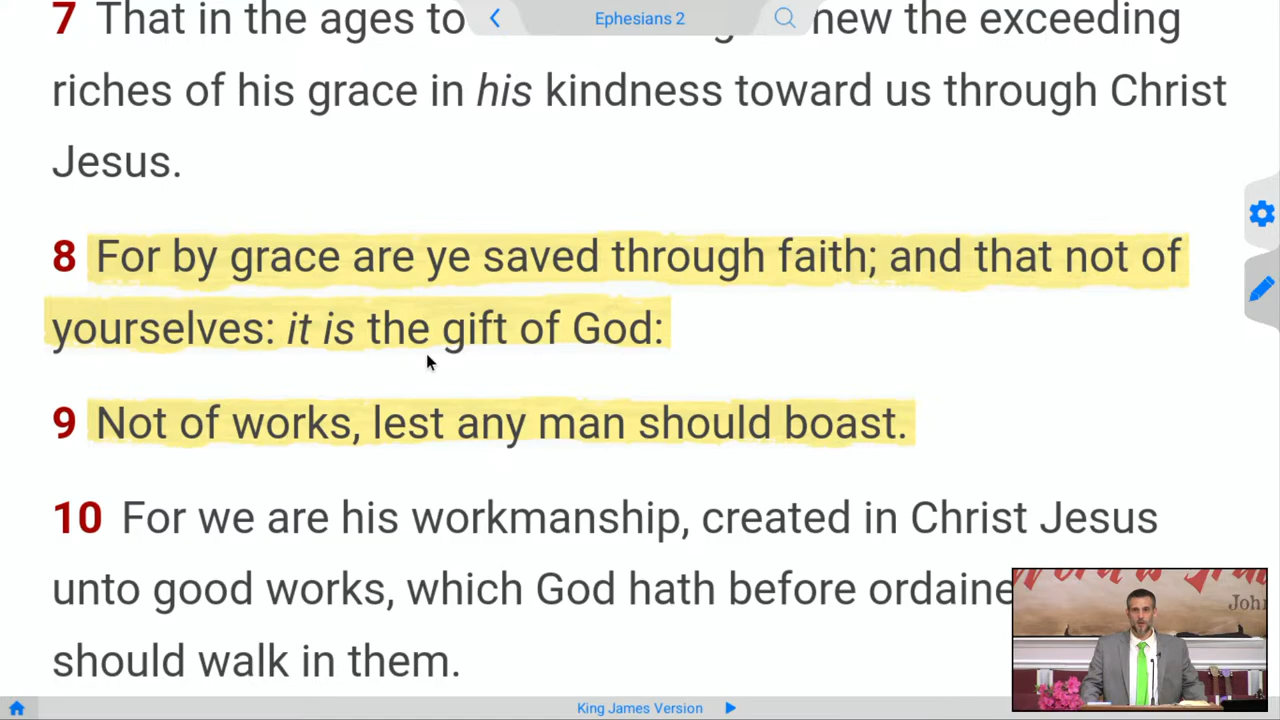 Ephesians 2
7 That in the ages to new the exceeding
riches of his grace in his kindness toward us through Christ
Jesus.
8 For by grace are ye saved through faith; and that not of
yourselves: it is the gift of God:
9 Not of works, lest any man should boast.
10 For we are his workmanship, created in Christ Jesus
unto good works, which God hath before ordaine
should walk in them.
John
King James Version